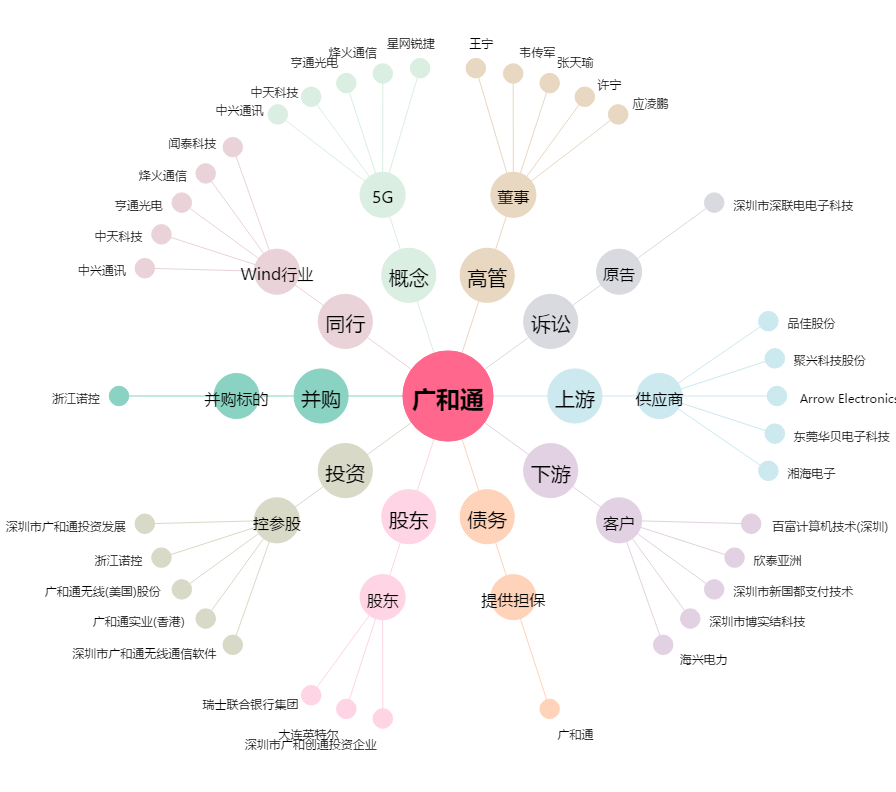 王宁
星网锐捷
韦传军
烽火通信
亨通光电
张天瑜
许宁
中天科技
应凌鹏
中兴通讯
闻泰科技
烽火通信
5G
董事
亨通光电
深圳市深联电电子科技
中天科技
中兴通讯
Wind行业
概念
高管
原告
同行
诉讼
品佳股份
聚兴科技股份
浙江诺控
并购标的
并购
广和通
上游
供应商
Arrow Electronics
东莞华贝电子科技
投资
下游
湘海电子
深圳市广和通投资发展
控参股
股东
债务
客户
百富计算机技术(深圳)
浙江诺控
欣泰亚洲
广和通无线(美国)股份
深圳市新国都支付技术
股东
提供担保
广和通实业(香港)
深圳市博实结科技
深圳市广和通无线通信软件
海兴电力
瑞士联合银行集团
大连英特尔
广和通
深圳市广和创通投资企业